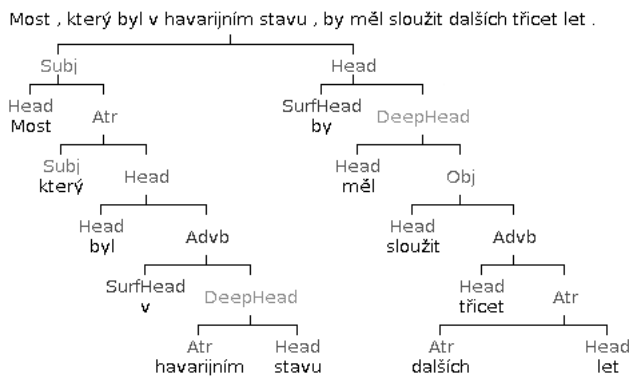 Most , který byl v havarijním stavu , by měl sloužit dalších třicet let .
Subj Head
Head Atr SurfHead DeepHead
Most by
Subj Head Head Obj
který měl
Head Advb Head Advb
byl sloužit
SurfHead DeepHead Head Atr
v třicet
Atr Head Atr Head
havarijním stavu dalších let